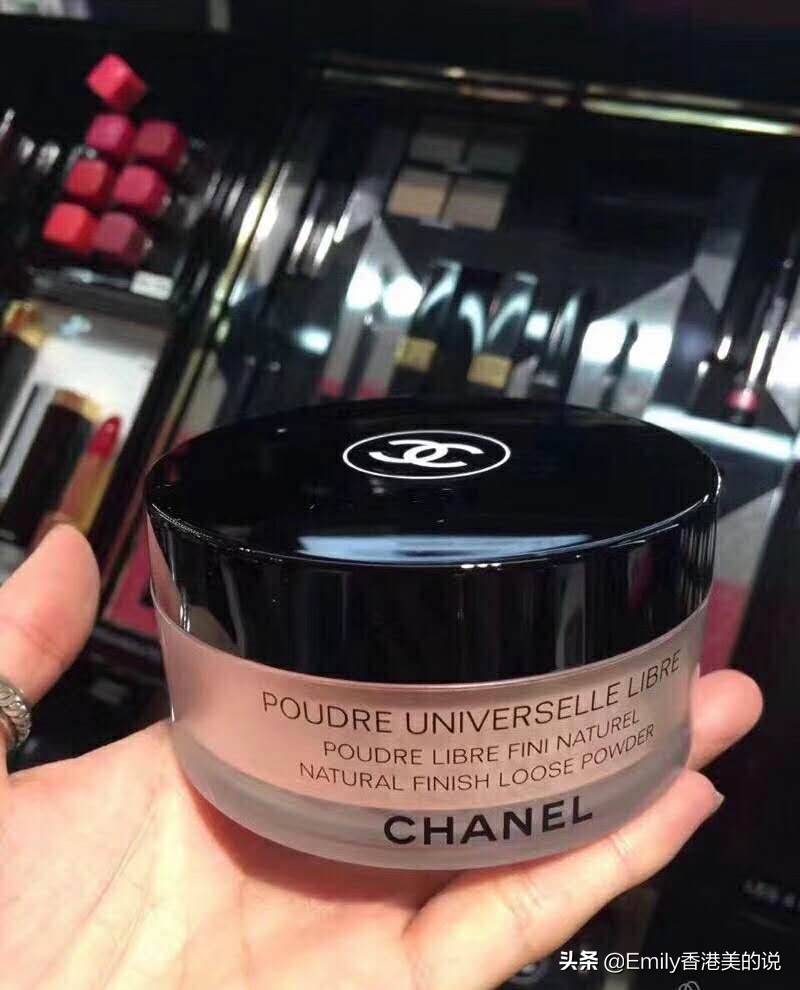 POUDRE UNIVERSELLE LIBRE
POUDRE LIBRE FINI NATUREL
NATURAL FINISH LOOSE POWDER
CHANEL
头条 @Emily香港美的说